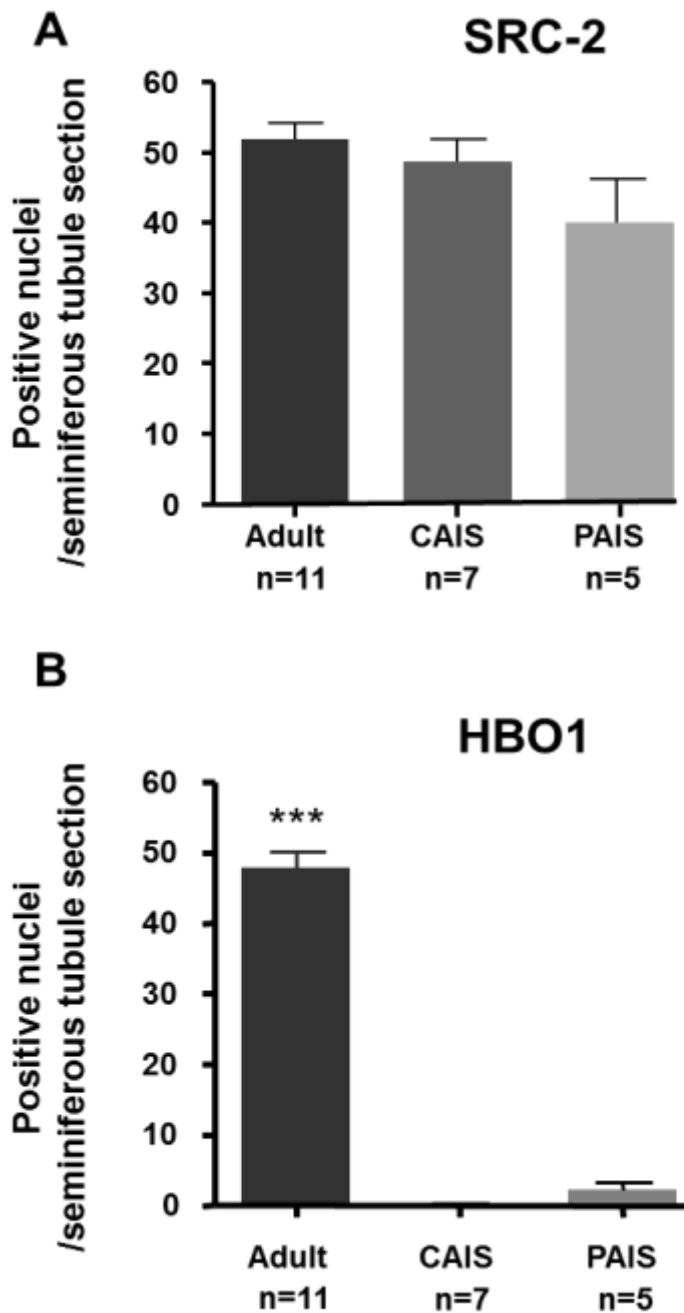 A
SRC-2
Positive nuclei
/seminiferous tubule section
60
50
40
30
20
10
0
Adult
CAIS
PAIS
n=11
n=7
n=5
B
HBO1
Positive nuclei
/seminiferous tubule section
60
50
40
30
20
10
0
***
Adult
CAIS
PAIS
n=11
n=7
n=5